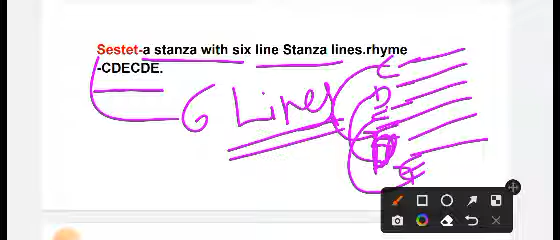 Sestet-a stanza with six line Stanza lines.rhyme
-CDECDE.
6 Lines
C
D
E